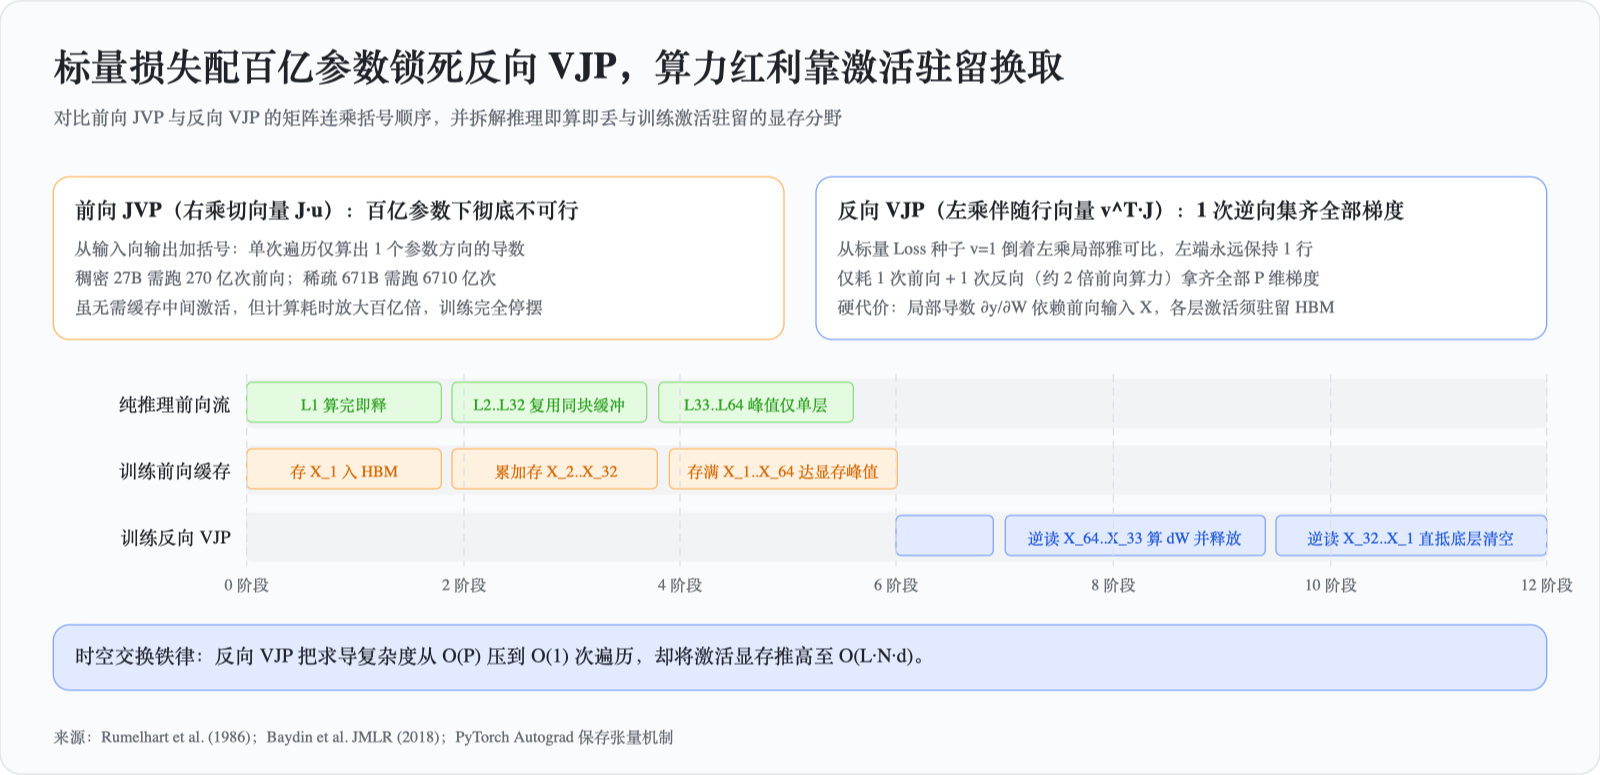 标量损失配百亿参数锁死反向 VJP，算力红利靠激活驻留换取
对比前向 JVP 与反向 VJP 的矩阵连乘括号顺序，并拆解推理即算即丢与训练激活驻留的显存分野
前向 JVP（右乘切向量 J·u）：百亿参数下彻底不可行
从输入向输出加括号：单次遍历仅算出 1 个参数方向的导数
稠密 27B 需跑 270 亿次前向；稀疏 671B 需跑 6710 亿次
虽无需缓存中间激活，但计算耗时放大百亿倍，训练完全停摆
反向 VJP（左乘伴随行向量 v^T·J）：1 次逆向集齐全部梯度
从标量 Loss 种子 v=1 倒着左乘局部雅可比，左端永远保持 1 行
仅耗 1 次前向 + 1 次反向（约 2 倍前向算力）拿齐全部 P 维梯度
硬代价：局部导数 ∂y/∂W 依赖前向输入 X，各层激活须驻留 HBM
纯推理前向流
L1 算完即释
L2..L32 复用同块缓冲
L33..L64 峰值仅单层
训练前向缓存
存 X_1 入 HBM
累加存 X_2..X_32
存满 X_1..X_64 达显存峰值
训练反向 VJP
逆读 X_64..X_33 算 dW 并释放
逆读 X_32..X_1 直抵底层清空
0 阶段
2 阶段
4 阶段
6 阶段
8 阶段
10 阶段
12 阶段
时空交换铁律：反向 VJP 把求导复杂度从 O(P) 压到 O(1) 次遍历，却将激活显存推高至 O(L·N·d)。
来源：Rumelhart et al. (1986)；Baydin et al. JMLR (2018)；PyTorch Autograd 保存张量机制